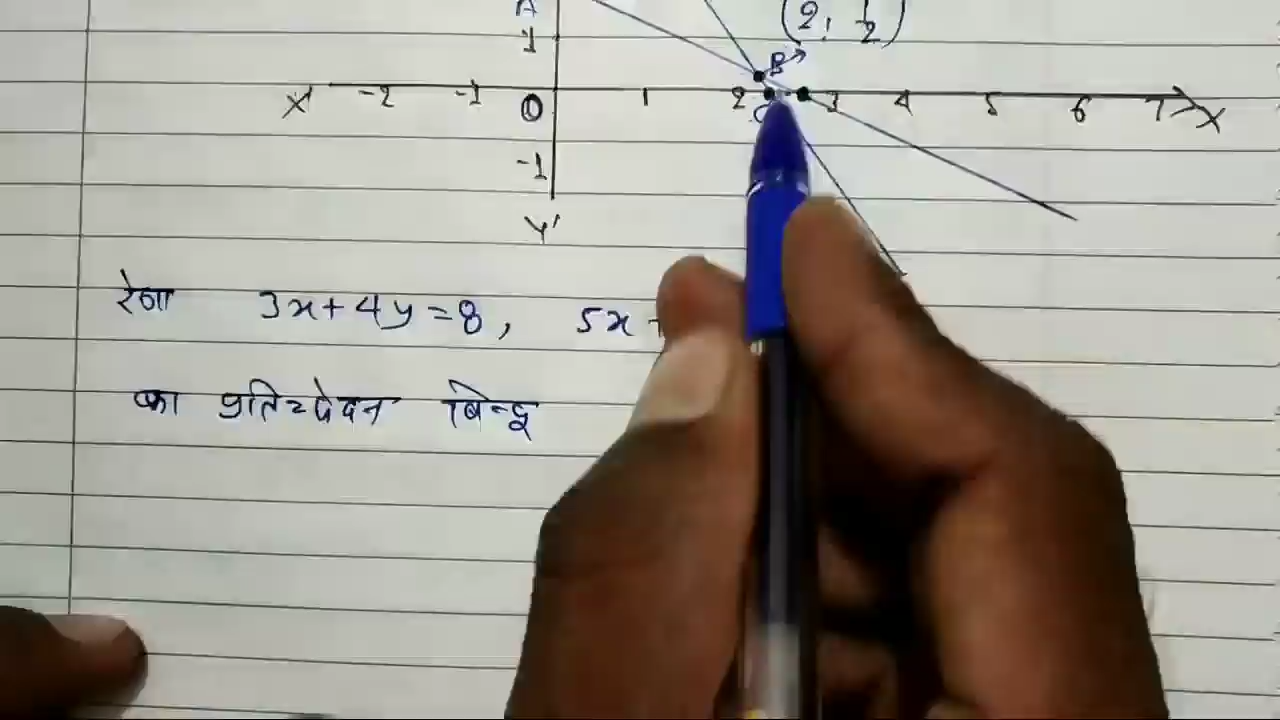 (2, 1/2)
1
B
X' -2 -1 0 1 2 3 4 5 6 7 X
C
-1
Y'
रेखा 3x+4y=8, 5x
का प्रतिच्छेदन बिन्दू